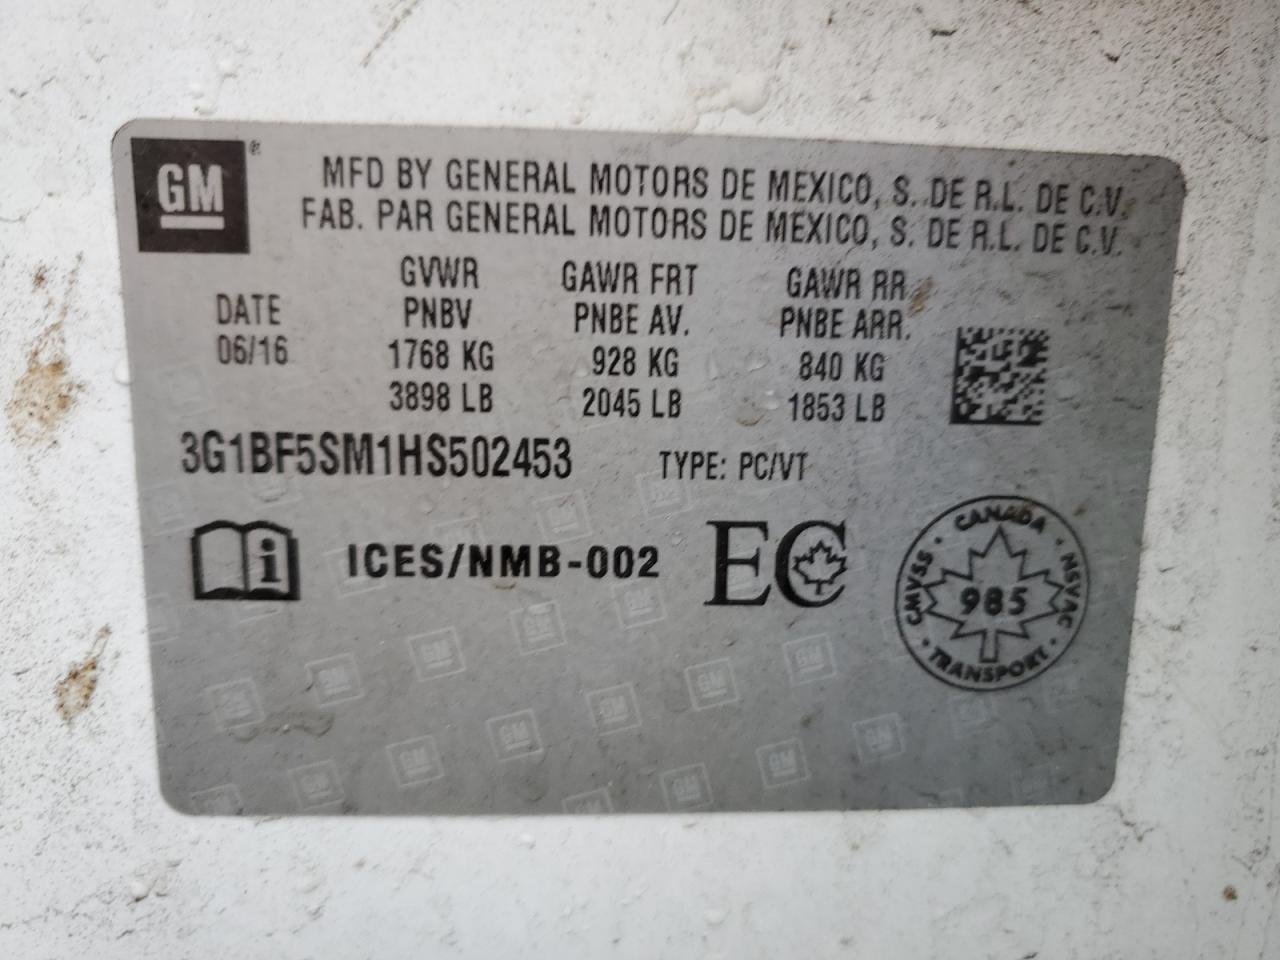 GM®
MFD BY GENERAL MOTORS DE MEXICO, S. DE R.L. DE C.V.
FAB. PAR GENERAL MOTORS DE MEXICO, S. DE R.L. DE C.V.
DATE
06/16
GVWR
PNBV
1768 KG
3898 LB
GAWR FRT
PNBE AV.
928 KG
2045 LB
GAWR RR
PNBE ARR.
840 KG
1853 LB
3G1BF5SM1HS502453
TYPE: PC/VT
i
ICES/NMB-002
EC
CANADA
CMVSS • NSVAC
985
TRANSPORT